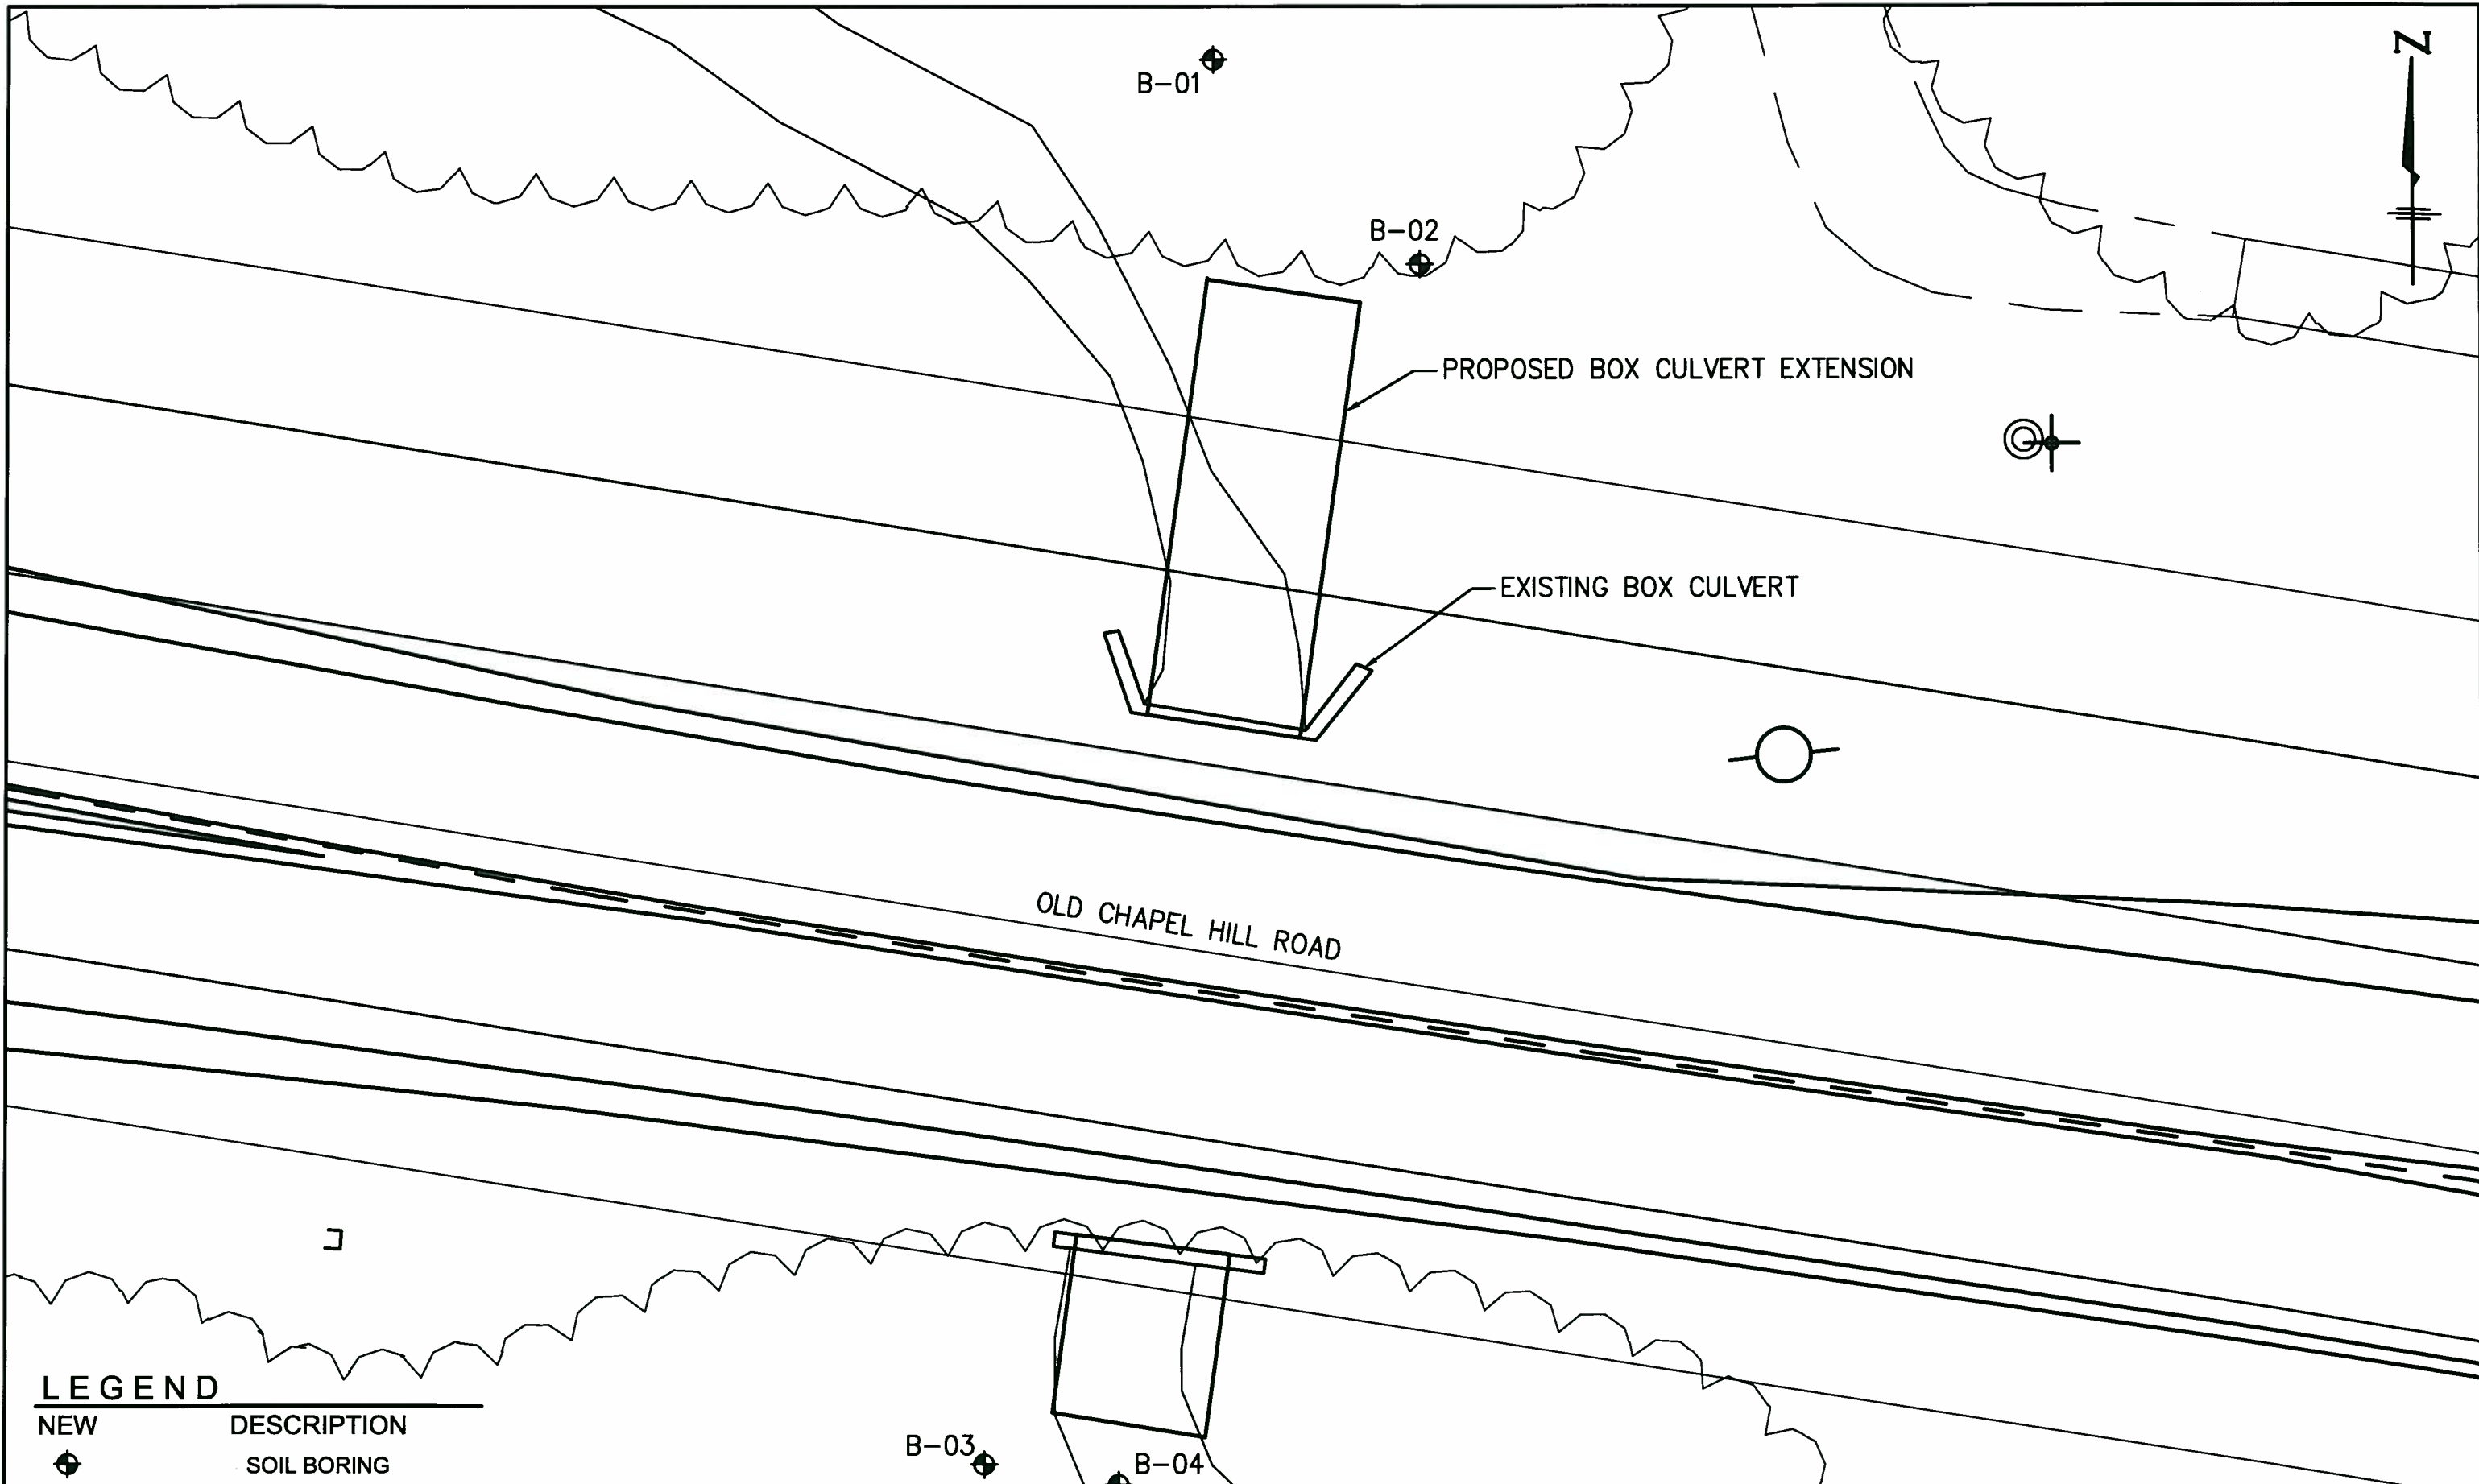 N
B-01
B-02
PROPOSED BOX CULVERT EXTENSION
EXISTING BOX CULVERT
OLD CHAPEL HILL ROAD
LEGEND
NEW DESCRIPTION
SOIL BORING
B-03
B-04